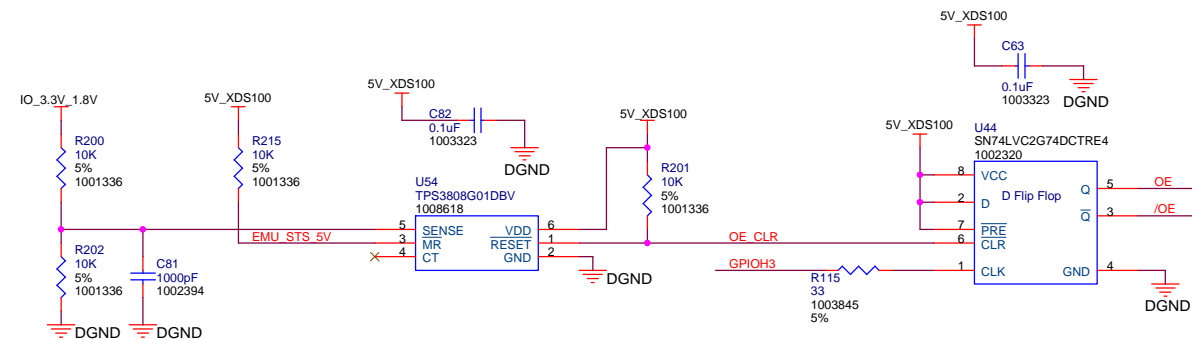 5V_XDS100
C63
0.1uF
1003323
DGND
IO_3.3V_1.8V
R200
10K
5%
1001336
5V_XDS100
R215
10K
5%
1001336
5V_XDS100
C82
0.1uF
1003323
DGND
5V_XDS100
R201
10K
5%
1001336
U54
TPS3808G01DBV
1008618
5 SENSE VDD 6
3 MR RESET 1
4 CT GND 2
EMU_STS_5V
OE_CLR
DGND
R202
10K
5%
1001336
C81
1000pF
1002394
DGND
DGND
GPIOH3
R115
33
1003845
5%
5V_XDS100
U44
SN74LVC2G74DCTRE4
1002320
D Flip Flop
8 VCC
2 D
7 PRE
6 CLR
1 CLK
Q 5 OE
Q 3 /OE
GND 4
DGND